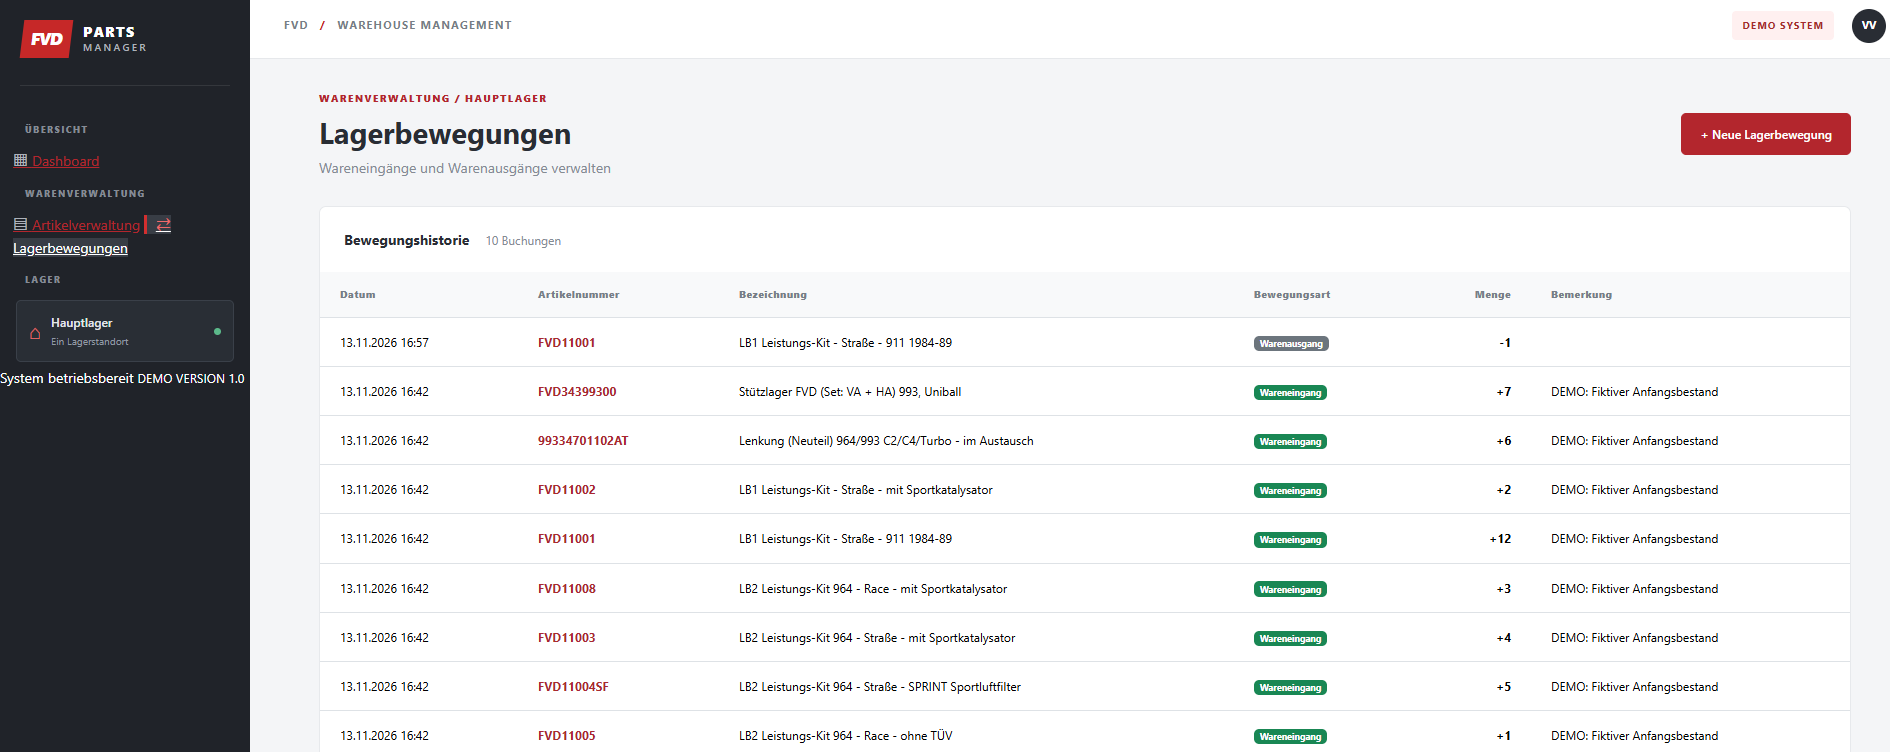 FVD PARTS
MANAGER
FVD / WAREHOUSE MANAGEMENT
DEMO SYSTEM
VV
ÜBERSICHT
Dashboard
WARENVERWALTUNG
Artikelverwaltung
Lagerbewegungen
LAGER
Hauptlager
Ein Lagerstandort
System betriebsbereit DEMO VERSION 1.0
WARENVERWALTUNG / HAUPTLAGER
Lagerbewegungen
Wareneingänge und Warenausgänge verwalten
+ Neue Lagerbewegung
Bewegungshistorie 10 Buchungen
Datum Artikelnummer Bezeichnung Bewegungsart Menge Bemerkung
13.11.2026 16:57 FVD11001 LB1 Leistungs-Kit - Straße - 911 1984-89 Warenausgang -1
13.11.2026 16:42 FVD34399300 Stützlager FVD (Set: VA + HA) 993, Uniball Wareneingang +7 DEMO: Fiktiver Anfangsbestand
13.11.2026 16:42 99334701102AT Lenkung (Neuteil) 964/993 C2/C4/Turbo - im Austausch Wareneingang +6 DEMO: Fiktiver Anfangsbestand
13.11.2026 16:42 FVD11002 LB1 Leistungs-Kit - Straße - mit Sportkatalysator Wareneingang +2 DEMO: Fiktiver Anfangsbestand
13.11.2026 16:42 FVD11001 LB1 Leistungs-Kit - Straße - 911 1984-89 Wareneingang +12 DEMO: Fiktiver Anfangsbestand
13.11.2026 16:42 FVD11008 LB2 Leistungs-Kit 964 - Race - mit Sportkatalysator Wareneingang +3 DEMO: Fiktiver Anfangsbestand
13.11.2026 16:42 FVD11003 LB2 Leistungs-Kit 964 - Straße - mit Sportkatalysator Wareneingang +4 DEMO: Fiktiver Anfangsbestand
13.11.2026 16:42 FVD11004SF LB2 Leistungs-Kit 964 - Straße - SPRINT Sportluftfilter Wareneingang +5 DEMO: Fiktiver Anfangsbestand
13.11.2026 16:42 FVD11005 LB2 Leistungs-Kit 964 - Race - ohne TÜV Wareneingang +1 DEMO: Fiktiver Anfangsbestand